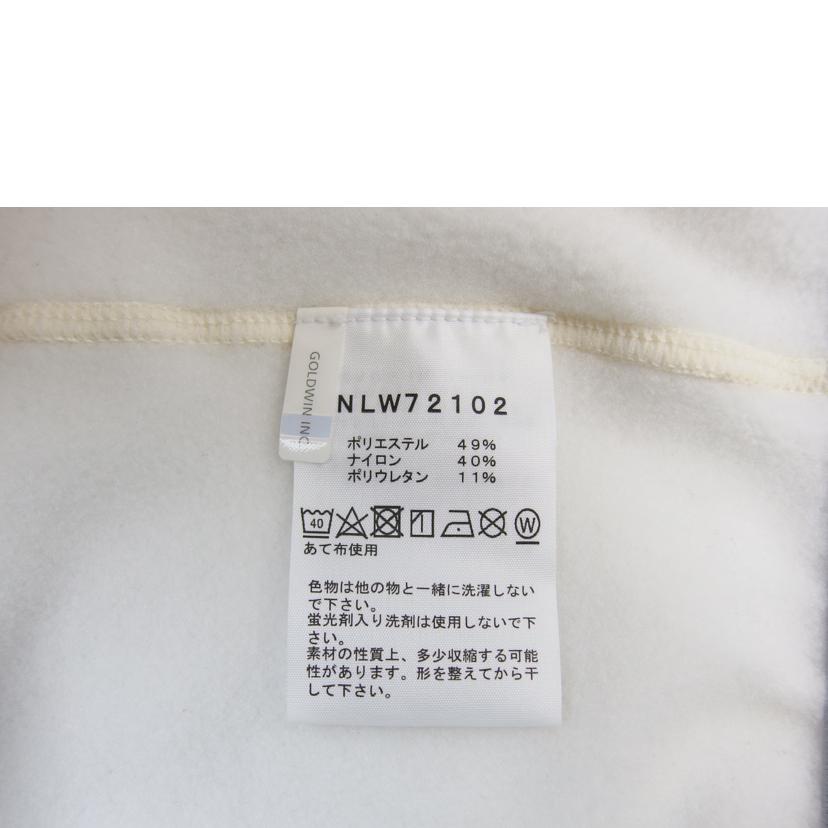 GOLDWIN INC
NLW72102
ポリエステル 49%
ナイロン 40%
ポリウレタン 11%
40
W
あて布使用
色物は他の物と一緒に洗濯しない
で下さい。
蛍光剤入り洗剤は使用しないで下
さい。
素材の性質上、多少収縮する可能
性があります。形を整えてから干
して下さい。